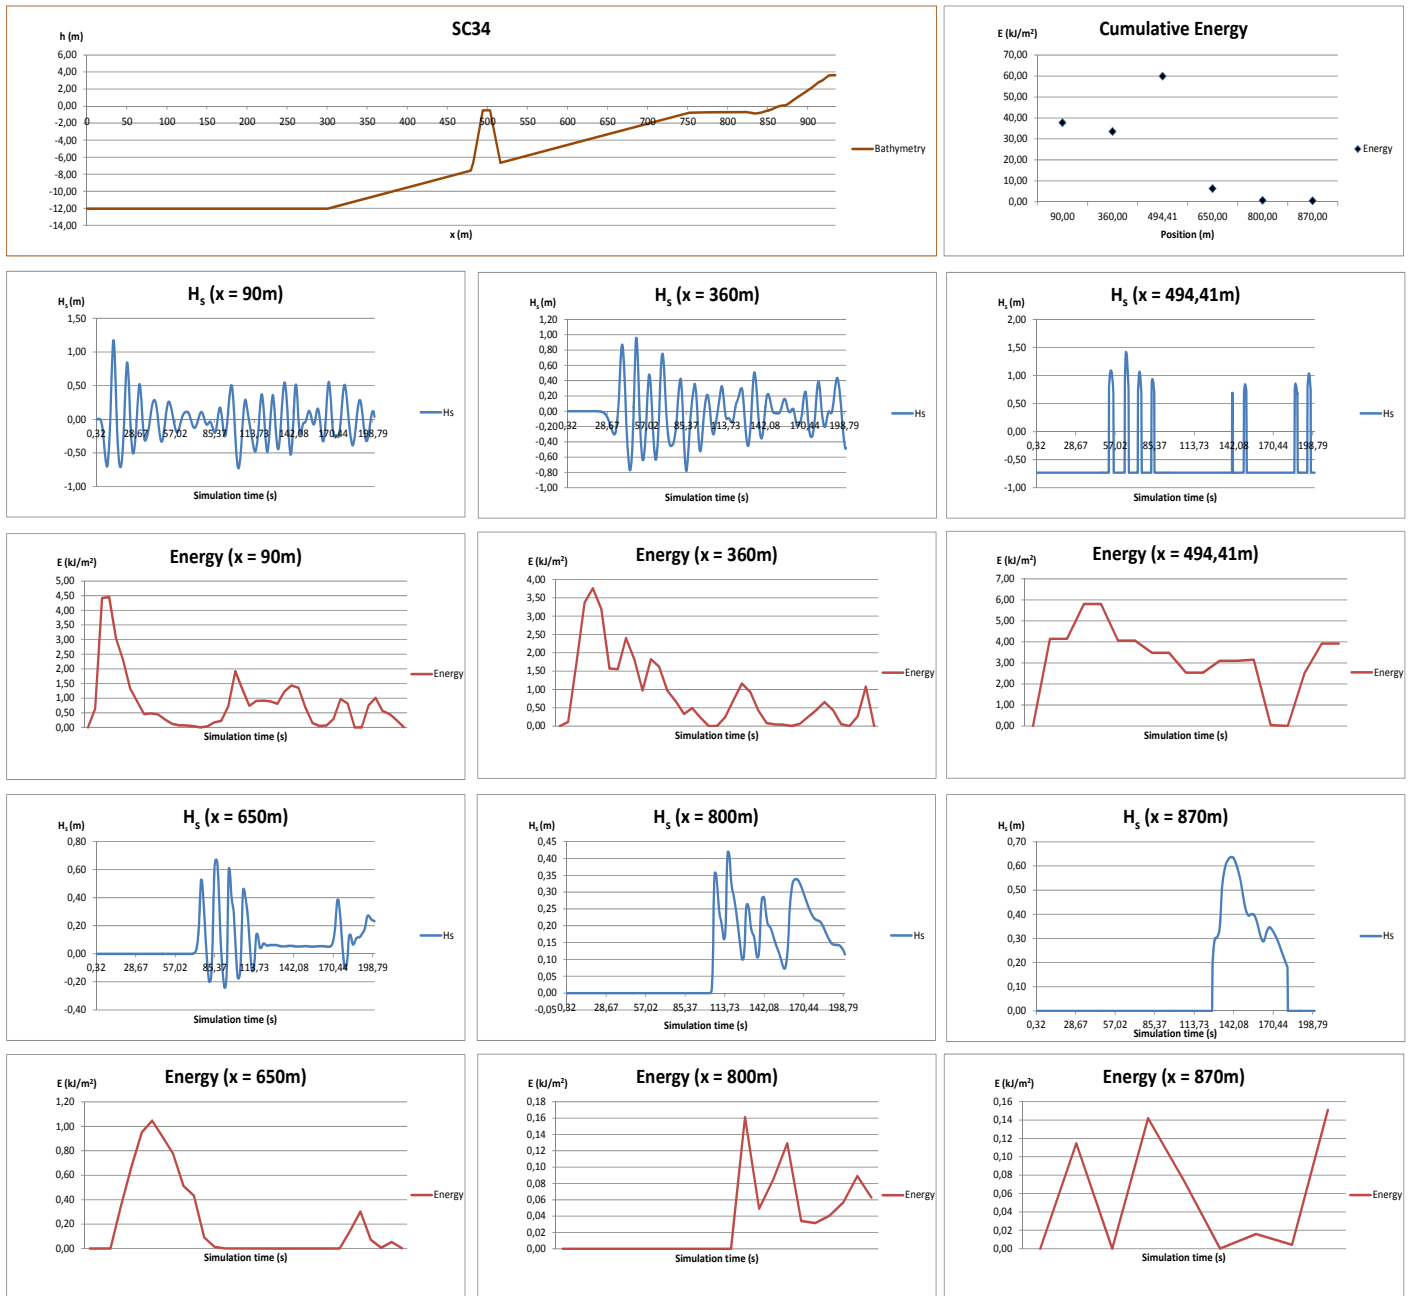 SC34
h (m)
6,00
4,00
2,00
0,00
-2,00
-4,00
-6,00
-8,00
-10,00
-12,00
-14,00
0 50 100 150 200 250 300 350 400 450 500 550 600 650 700 750 800 850 900
x (m)
Bathymetry
Cumulative Energy
E (kJ/m²)
70,00
60,00
50,00
40,00
30,00
20,00
10,00
0,00
90,00 360,00 494,41 650,00 800,00 870,00
Position (m)
Energy
Hs (x = 90m)
Hs (m)
1,50
1,00
0,50
0,00
-0,50
-1,00
0,32 28,67 57,02 85,37 113,73 142,08 170,44 198,79
Simulation time (s)
Hs
Hs (x = 360m)
Hs (m)
1,20
1,00
0,80
0,60
0,40
0,20
0,00
-0,20
-0,40
-0,60
-0,80
-1,00
0,32 28,67 57,02 85,37 113,73 142,08 170,44 198,79
Simulation time (s)
Hs
Hs (x = 494,41m)
Hs (m)
2,00
1,50
1,00
0,50
0,00
-0,50
-1,00
0,32 28,67 57,02 85,37 113,73 142,08 170,44 198,79
Simulation time (s)
Hs
Energy (x = 90m)
E (kJ/m²)
5,00
4,50
4,00
3,50
3,00
2,50
2,00
1,50
1,00
0,50
0,00
Simulation time (s)
Energy
Energy (x = 360m)
E (kJ/m²)
4,00
3,50
3,00
2,50
2,00
1,50
1,00
0,50
0,00
Simulation time (s)
Energy
Energy (x = 494,41m)
E (kJ/m²)
7,00
6,00
5,00
4,00
3,00
2,00
1,00
0,00
Simulation time (s)
Energy
Hs (x = 650m)
Hs (m)
0,80
0,60
0,40
0,20
0,00
-0,20
-0,40
0,32 28,67 57,02 85,37 113,73 142,08 170,44 198,79
Simulation time (s)
Hs
Hs (x = 800m)
Hs (m)
0,45
0,40
0,35
0,30
0,25
0,20
0,15
0,10
0,05
0,00
-0,05
0,32 28,67 57,02 85,37 113,73 142,08 170,44 198,79
Simulation time (s)
Hs
Hs (x = 870m)
Hs (m)
0,70
0,60
0,50
0,40
0,30
0,20
0,10
0,00
0,32 28,67 57,02 85,37 113,73 142,08 170,44 198,79
Simulation time (s)
Hs
Energy (x = 650m)
E (kJ/m²)
1,20
1,00
0,80
0,60
0,40
0,20
0,00
Simulation time (s)
Energy
Energy (x = 800m)
E (kJ/m²)
0,18
0,16
0,14
0,12
0,10
0,08
0,06
0,04
0,02
0,00
Simulation time (s)
Energy
Energy (x = 870m)
E (kJ/m²)
0,16
0,14
0,12
0,10
0,08
0,06
0,04
0,02
0,00
Simulation time (s)
Energy